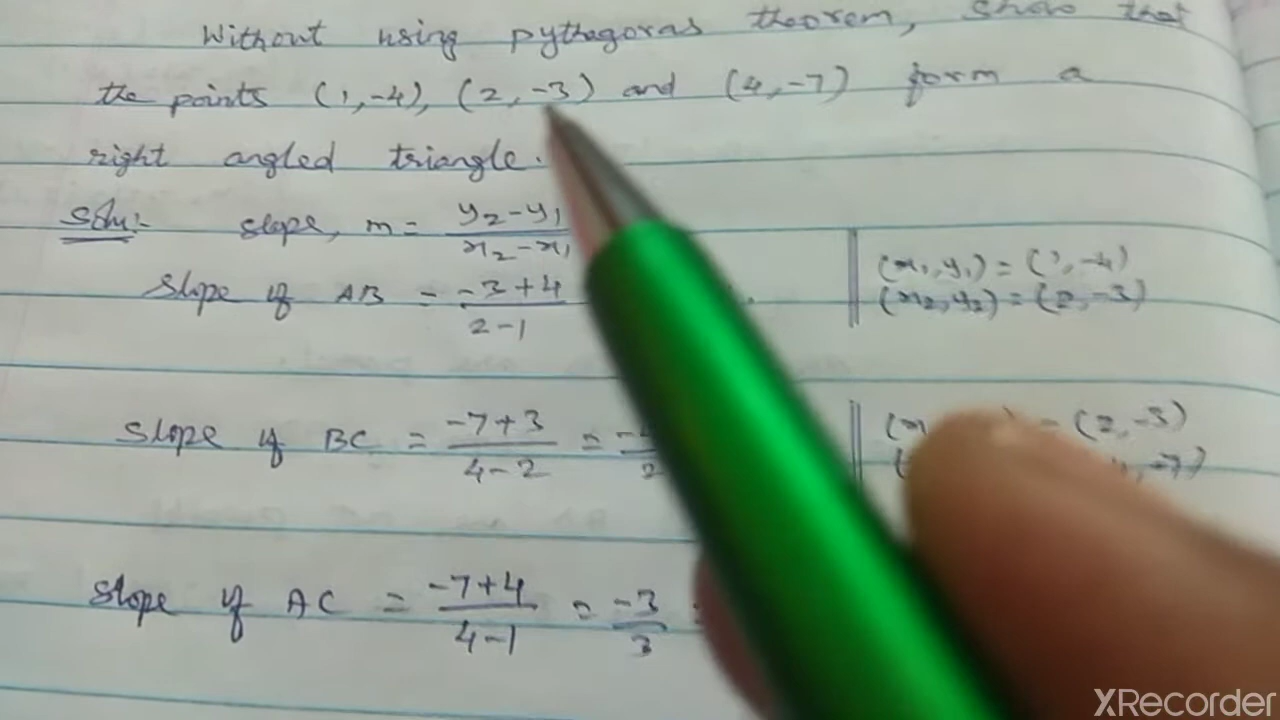 Without using pythagoras theorem, show that
the points (1,-4), (2,-3) and (4,-7) form a
right angled triangle.
Soln:- slope, m = y₂-y₁/x₂-x₁
Slope of AB = -3+4/2-1
(x₁,y₁) = (1,-4)
(x₂,y₂) = (2,-3)
Slope of BC = -7+3/4-2 =
= (2,-3)
,-7)
Slope of AC = -7+4/4-1 = -3/3
XRecorder